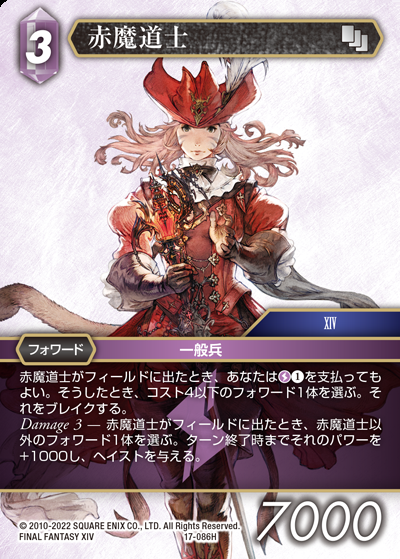 3
赤魔道士
XIV
フォワード
一般兵
赤魔道士がフィールドに出たとき、あなたは1を支払っても
よい。そうしたとき、コスト4以下のフォワード1体を選ぶ。そ
れをブレイクする。
Damage 3 — 赤魔道士がフィールドに出たとき、赤魔道士以
外のフォワード1体を選ぶ。ターン終了時までそれのパワーを
+1000し、ヘイストを与える。
© 2010-2022 SQUARE ENIX CO., LTD. All Rights Reserved.
FINAL FANTASY XIV
17-086H
7000